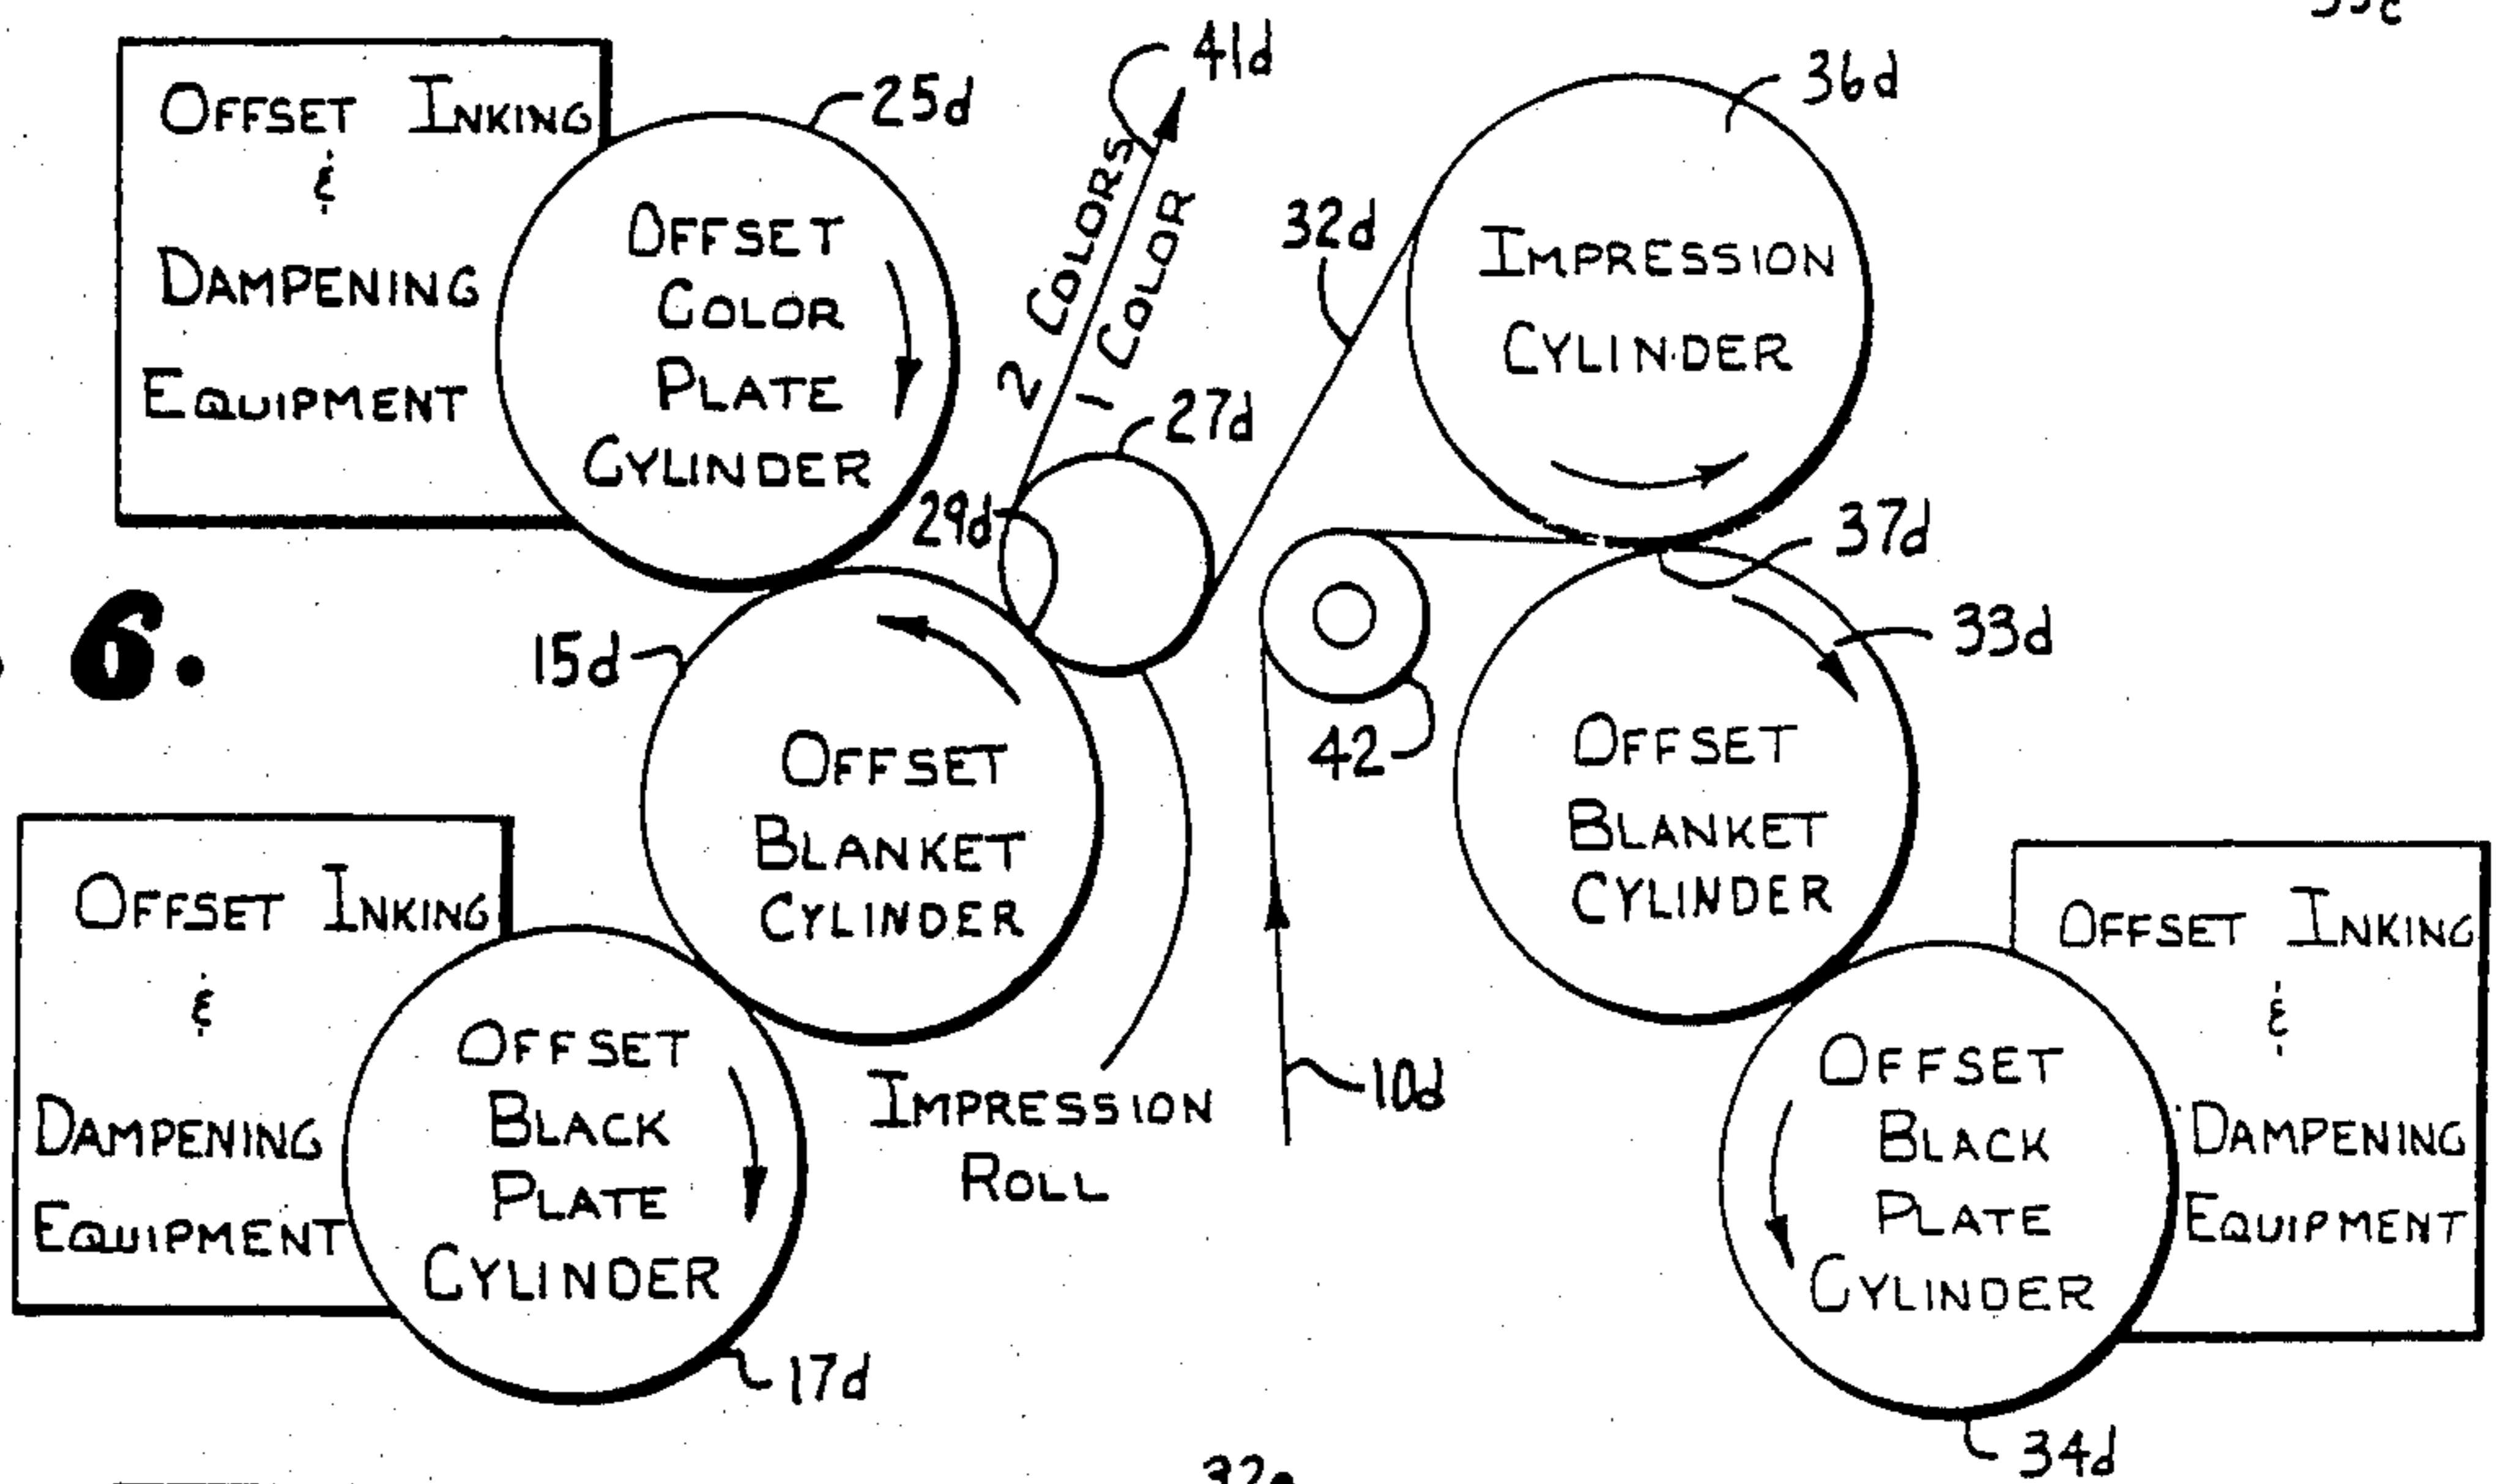 OFFSET INKING
&
DAMPENING
EQUIPMENT
25d
OFFSET
COLOR
PLATE
CYLINDER
41d
2 COLORS
1 COLOR
32d
36d
IMPRESSION
CYLINDER
27d
29d
37d
6.
15d
33d
42
OFFSET
BLANKET
CYLINDER
OFFSET
BLANKET
CYLINDER
OFFSET INKING
&
DAMPENING
EQUIPMENT
OFFSET
BLACK
PLATE
CYLINDER
17d
IMPRESSION
ROLL
10d
OFFSET INKING
&
DAMPENING
EQUIPMENT
OFFSET
BLACK
PLATE
CYLINDER
34d